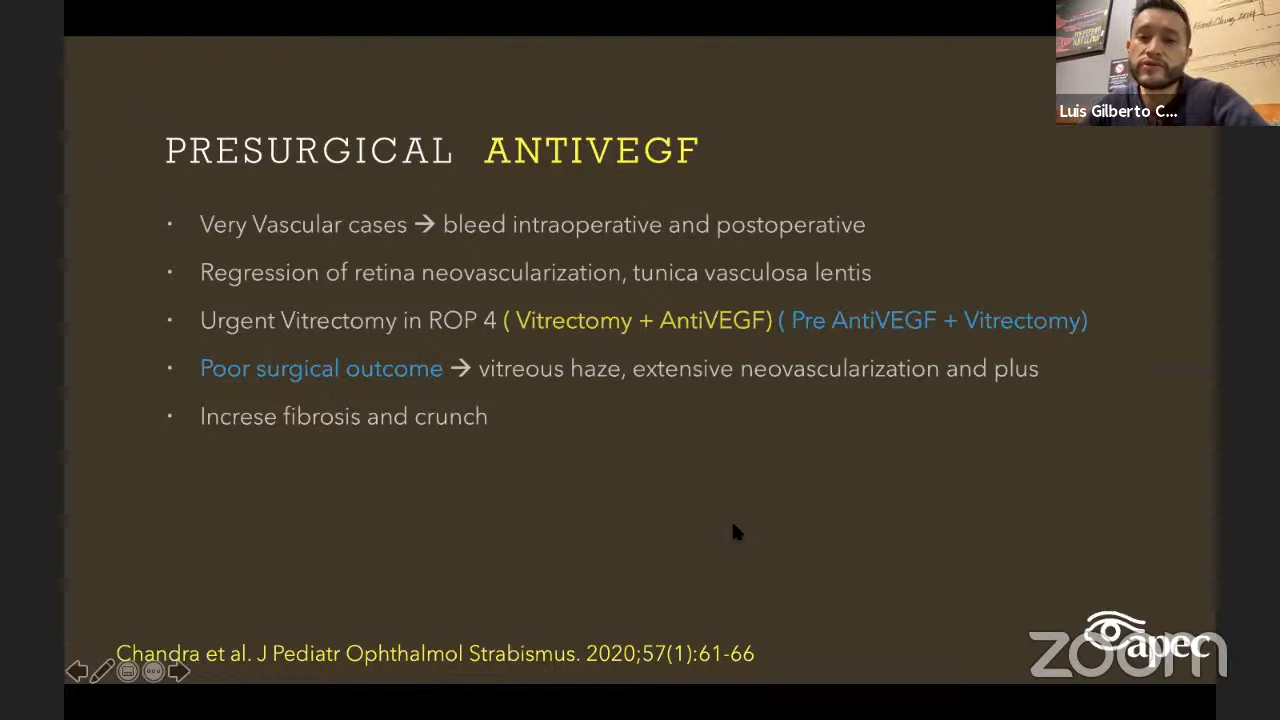 Luis Gilberto C...
PRESURGICAL ANTIVEGF
· Very Vascular cases → bleed intraoperative and postoperative
· Regression of retina neovascularization, tunica vasculosa lentis
· Urgent Vitrectomy in ROP 4 ( Vitrectomy + AntiVEGF) ( Pre AntiVEGF + Vitrectomy)
· Poor surgical outcome → vitreous haze, extensive neovascularization and plus
· Increse fibrosis and crunch
Chandra et al. J Pediatr Ophthalmol Strabismus. 2020;57(1):61-66
apec
zoom